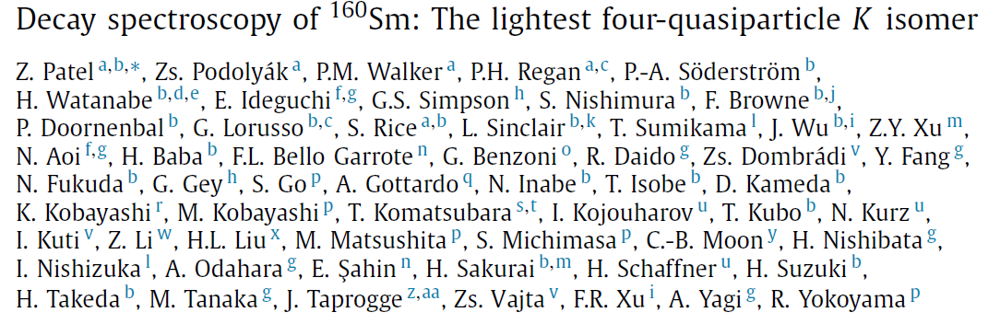 Decay spectroscopy of ¹⁶⁰Sm: The lightest four-quasiparticle K isomer
Z. Patel a,b,*, Zs. Podolyák a, P.M. Walker a, P.H. Regan a,c, P.-A. Söderström b,
H. Watanabe b,d,e, E. Ideguchi f,g, G.S. Simpson h, S. Nishimura b, F. Browne b,j,
P. Doornenbal b, G. Lorusso b,c, S. Rice a,b, L. Sinclair b,k, T. Sumikama l, J. Wu b,i, Z.Y. Xu m,
N. Aoi f,g, H. Baba b, F.L. Bello Garrote n, G. Benzoni o, R. Daido g, Zs. Dombrádi v, Y. Fang g,
N. Fukuda b, G. Gey h, S. Go p, A. Gottardo q, N. Inabe b, T. Isobe b, D. Kameda b,
K. Kobayashi r, M. Kobayashi p, T. Komatsubara s,t, I. Kojouharov u, T. Kubo b, N. Kurz u,
I. Kuti v, Z. Li w, H.L. Liu x, M. Matsushita p, S. Michimasa p, C.-B. Moon y, H. Nishibata g,
I. Nishizuka l, A. Odahara g, E. Şahin n, H. Sakurai b,m, H. Schaffner u, H. Suzuki b,
H. Takeda b, M. Tanaka g, J. Taprogge z,aa, Zs. Vajta v, F.R. Xu i, A. Yagi g, R. Yokoyama p